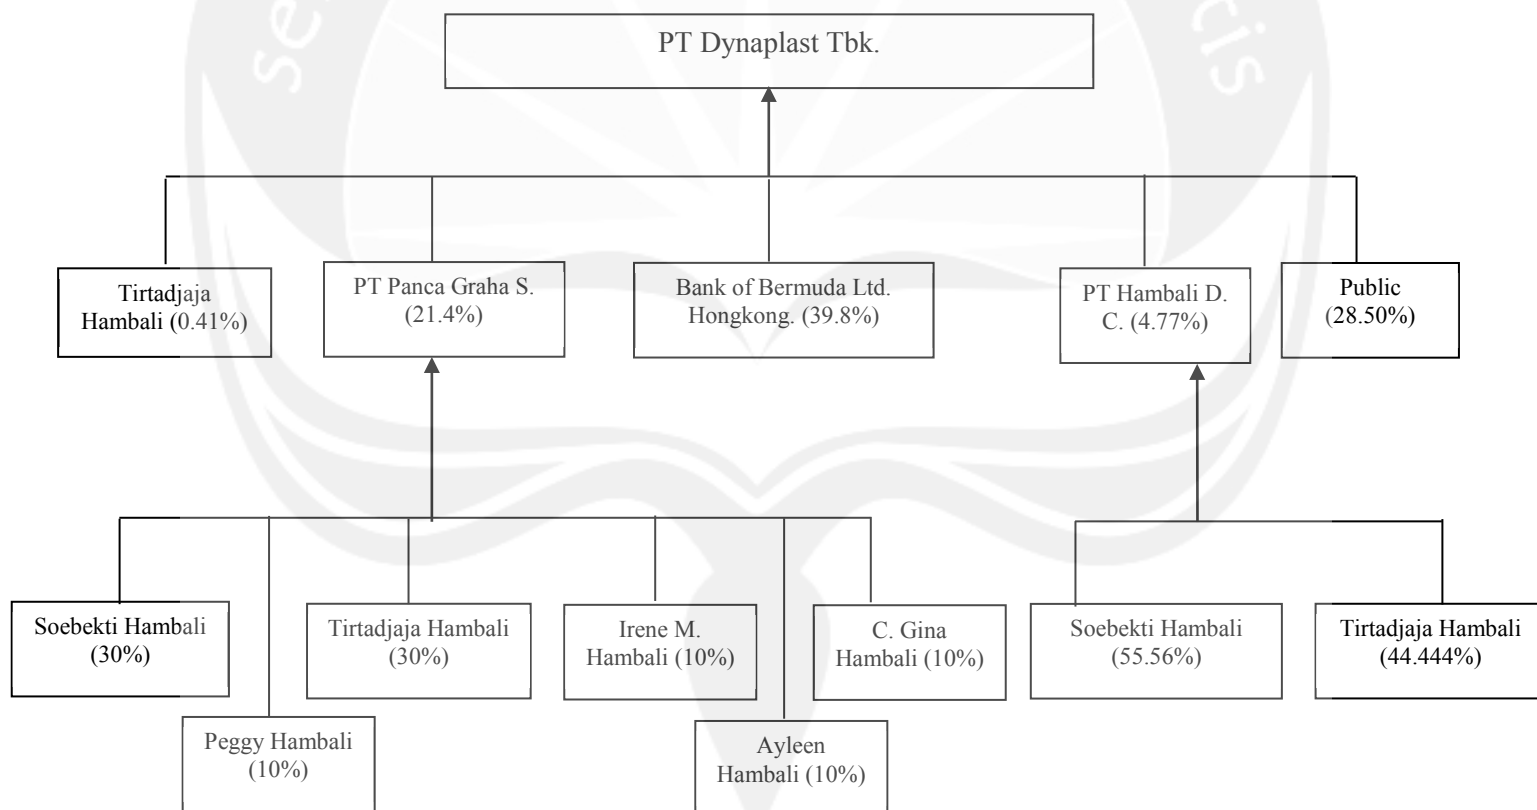 PT Dynaplast Tbk.
Tirtadjaja
Hambali (0.41%)
PT Panca Graha S.
(21.4%)
Bank of Bermuda Ltd.
Hongkong. (39.8%)
PT Hambali D.
C. (4.77%)
Public
(28.50%)
Soebekti Hambali
(30%)
Tirtadjaja Hambali
(30%)
Irene M.
Hambali (10%)
C. Gina
Hambali (10%)
Soebekti Hambali
(55.56%)
Tirtadjaja Hambali
(44.444%)
Peggy Hambali
(10%)
Ayleen
Hambali (10%)